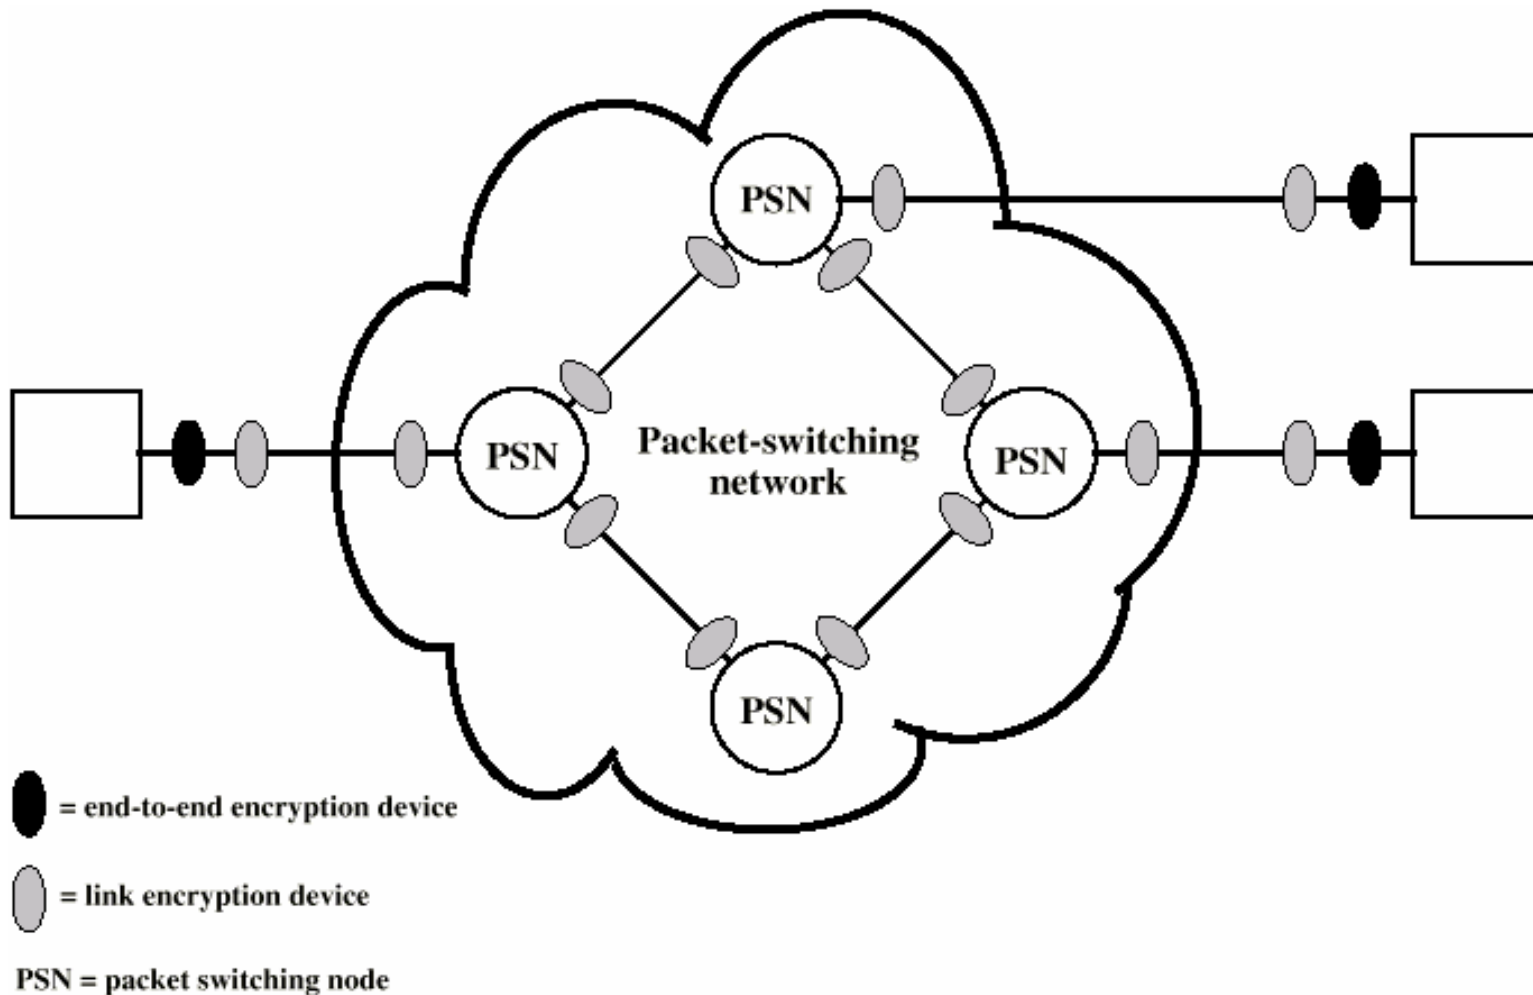 PSN
PSN
Packet-switching
network
PSN
PSN
= end-to-end encryption device
= link encryption device
PSN = packet switching node